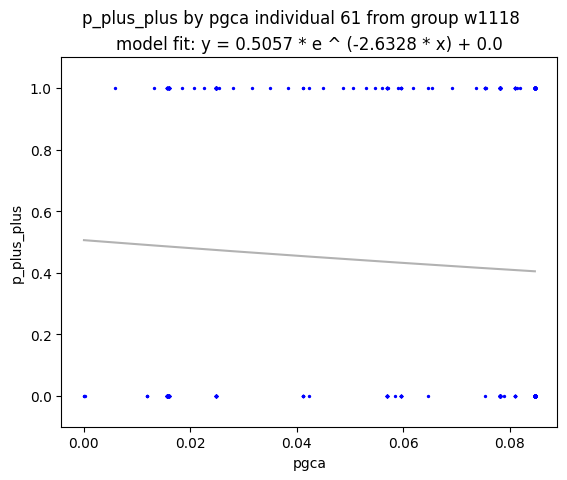 p_plus_plus by pgca individual 61 from group w1118
model fit: y = 0.5057 * e ^ (-2.6328 * x) + 0.0
1.0
0.8
0.6
0.4
0.2
0.0
p_plus_plus
0.00
0.02
0.04
0.06
0.08
pgca